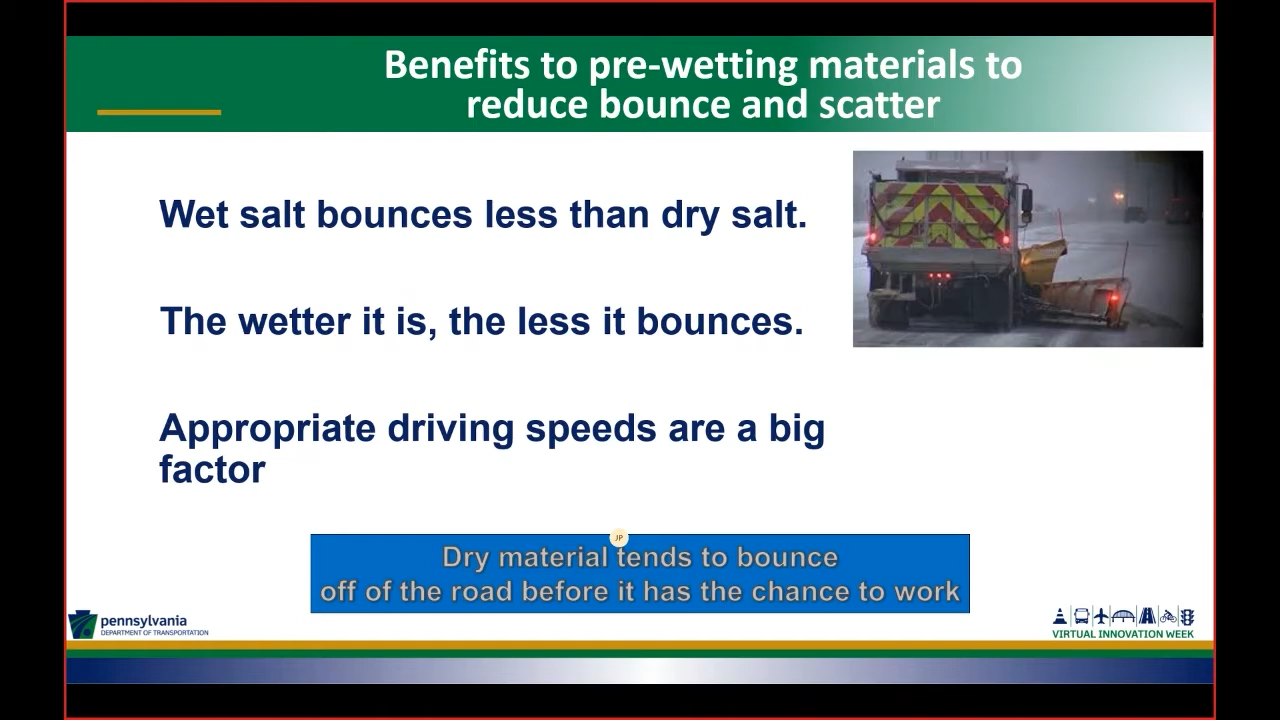 Benefits to pre-wetting materials to
reduce bounce and scatter
Wet salt bounces less than dry salt.
The wetter it is, the less it bounces.
Appropriate driving speeds are a big
factor
JP
Dry material tends to bounce
off of the road before it has the chance to work
pennsylvania
DEPARTMENT OF TRANSPORTATION
VIRTUAL INNOVATION WEEK